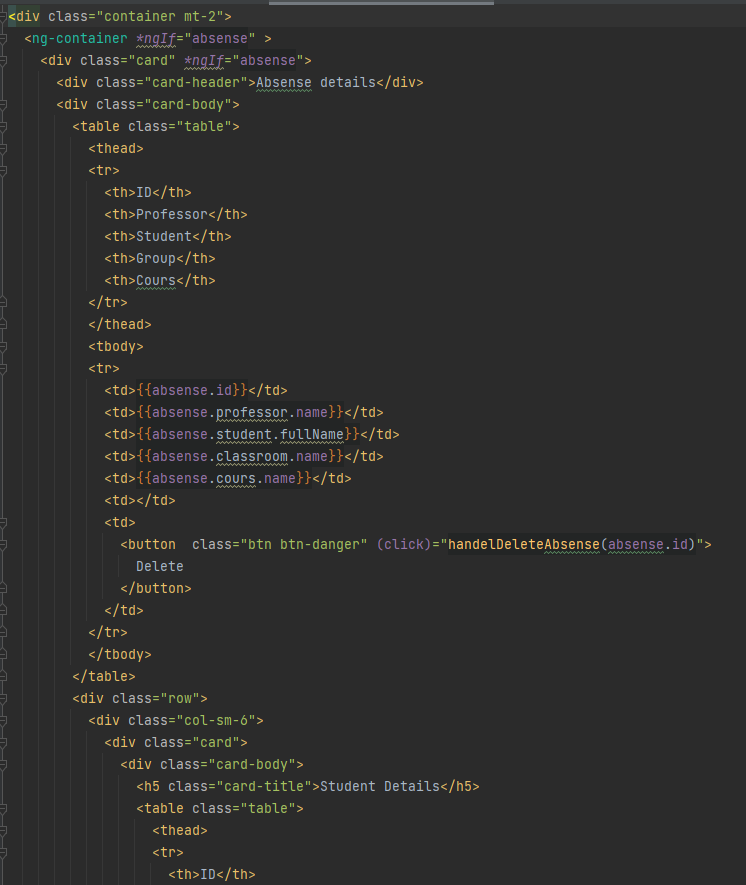 <div class="container mt-2">
<ng-container *ngIf="absense" >
<div class="card" *ngIf="absense">
<div class="card-header">Absense details</div>
<div class="card-body">
<table class="table">
<thead>
<tr>
<th>ID</th>
<th>Professor</th>
<th>Student</th>
<th>Group</th>
<th>Cours</th>
</tr>
</thead>
<tbody>
<tr>
<td>{{absense.id}}</td>
<td>{{absense.professor.name}}</td>
<td>{{absense.student.fullName}}</td>
<td>{{absense.classroom.name}}</td>
<td>{{absense.cours.name}}</td>
<td></td>
<td>
<button  class="btn btn-danger" (click)="handelDeleteAbsense(absense.id)">
Delete
</button>
</td>
</tr>
</tbody>
</table>
<div class="row">
<div class="col-sm-6">
<div class="card">
<div class="card-body">
<h5 class="card-title">Student Details</h5>
<table class="table">
<thead>
<tr>
<th>ID</th>